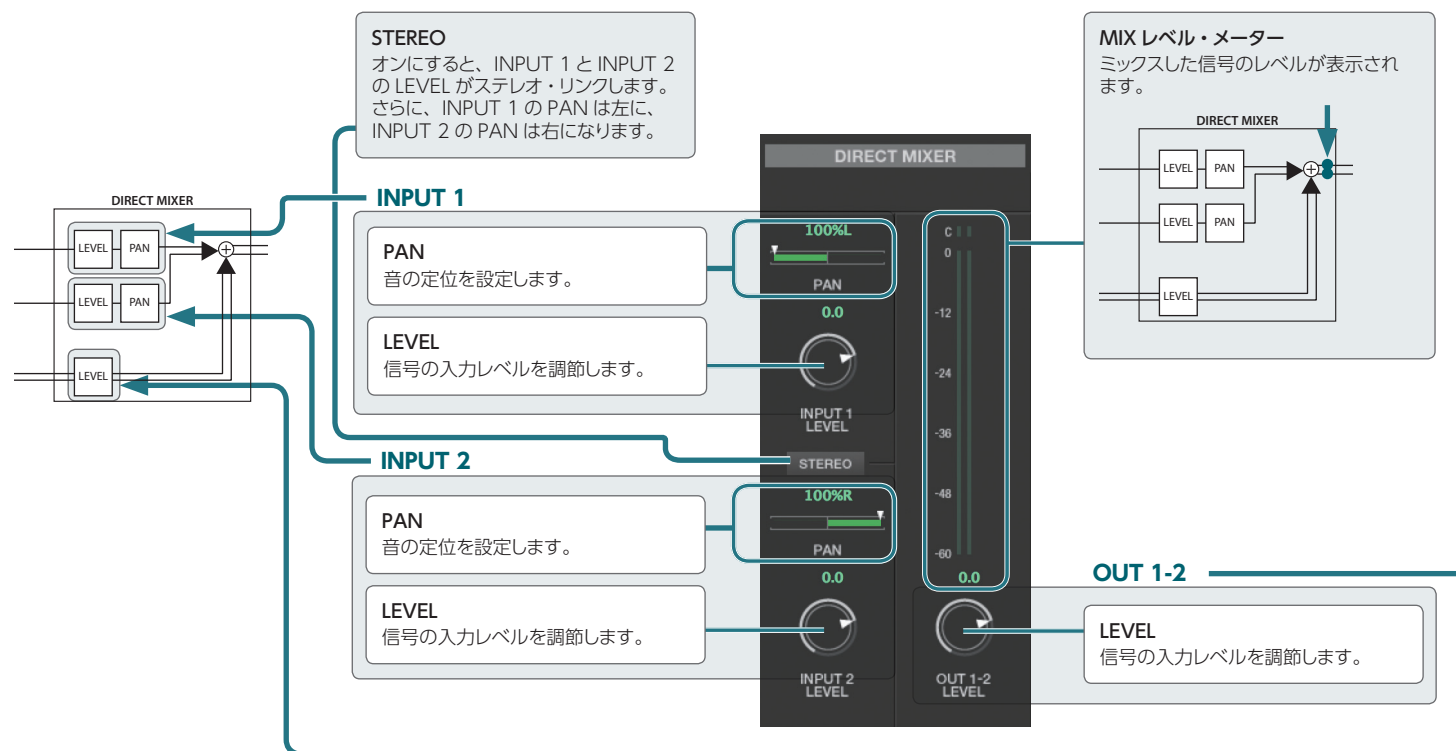 STEREO
オンにすると、INPUT 1 と INPUT 2
の LEVEL がステレオ・リンクします。
さらに、INPUT 1 の PAN は左に、
INPUT 2 の PAN は右になります。
MIX レベル・メーター
ミックスした信号のレベルが表示され
ます。
DIRECT MIXER
LEVEL PAN
LEVEL PAN
LEVEL
DIRECT MIXER
LEVEL PAN
LEVEL PAN
LEVEL
INPUT 1
PAN
音の定位を設定します。
LEVEL
信号の入力レベルを調節します。
INPUT 2
PAN
音の定位を設定します。
LEVEL
信号の入力レベルを調節します。
DIRECT MIXER
100%L
PAN
0.0
INPUT 1
LEVEL
STEREO
100%R
PAN
0.0
INPUT 2
LEVEL
C
0
-12
-24
-36
-48
-60
0.0
OUT 1-2
LEVEL
OUT 1-2
LEVEL
信号の入力レベルを調節します。